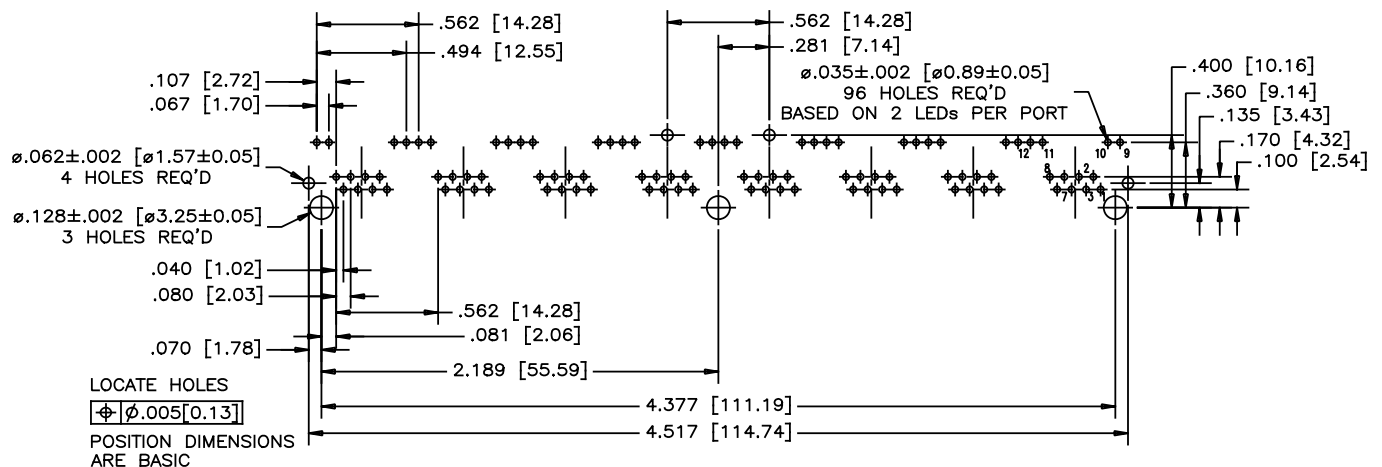 .562 [14.28]
.494 [12.55]
.107 [2.72]
.067 [1.70]
.562 [14.28]
.281 [7.14]
ø.035±.002 [ø0.89±0.05]
96 HOLES REQ'D
BASED ON 2 LEDs PER PORT
.400 [10.16]
.360 [9.14]
.135 [3.43]
.170 [4.32]
.100 [2.54]
12 11 10 9
8 2
7 3 1
ø.062±.002 [ø1.57±0.05]
4 HOLES REQ'D
ø.128±.002 [ø3.25±0.05]
3 HOLES REQ'D
.040 [1.02]
.080 [2.03]
.562 [14.28]
.081 [2.06]
.070 [1.78]
2.189 [55.59]
4.377 [111.19]
4.517 [114.74]
LOCATE HOLES
⌖ Ø.005[0.13]
POSITION DIMENSIONS
ARE BASIC